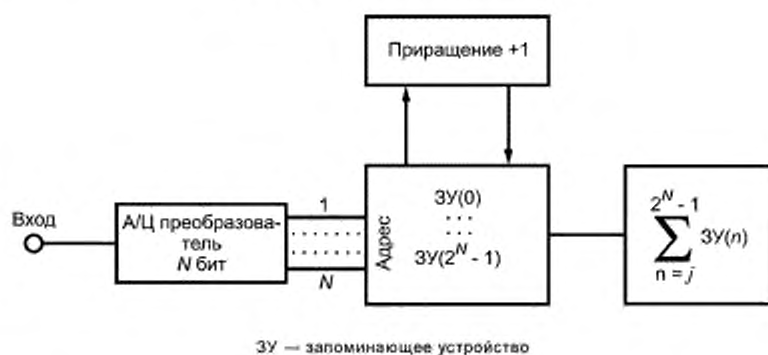 Приращение +1
Вход
А/Ц преобразова-
тель
N бит
1
N
Адрес
ЗУ(0)
. . .
. . .
ЗУ(2^N - 1)
2^N - 1
∑ ЗУ(n)
n = j
ЗУ — запоминающее устройство